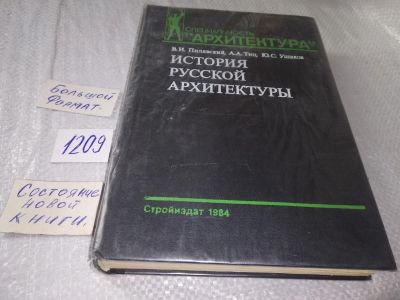 СПЕЦИАЛЬНОСТЬ
"АРХИТЕКТУРА"
В.И. Пилявский, А.А. Тиц, Ю.С. Ушаков
ИСТОРИЯ
РУССКОЙ
АРХИТЕКТУРЫ
Стройиздат 1984
Большой
Формат.
1209
Состояние
новой
книги.